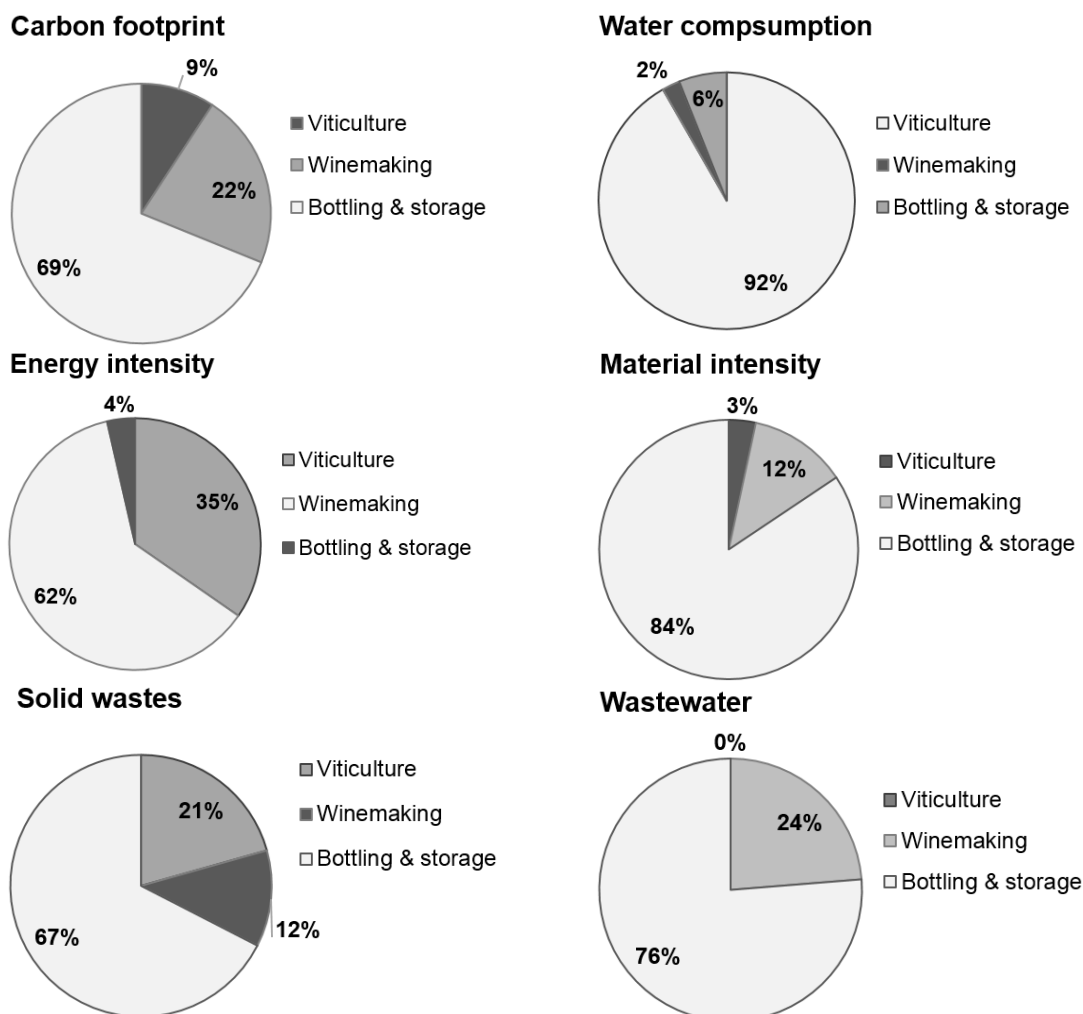 Carbon footprint
9%
22%
69%
Viticulture
Winemaking
Bottling & storage
Water compsumption
2%
6%
92%
Viticulture
Winemaking
Bottling & storage
Energy intensity
4%
35%
62%
Viticulture
Winemaking
Bottling & storage
Material intensity
3%
12%
84%
Viticulture
Winemaking
Bottling & storage
Solid wastes
21%
12%
67%
Viticulture
Winemaking
Bottling & storage
Wastewater
0%
24%
76%
Viticulture
Winemaking
Bottling & storage